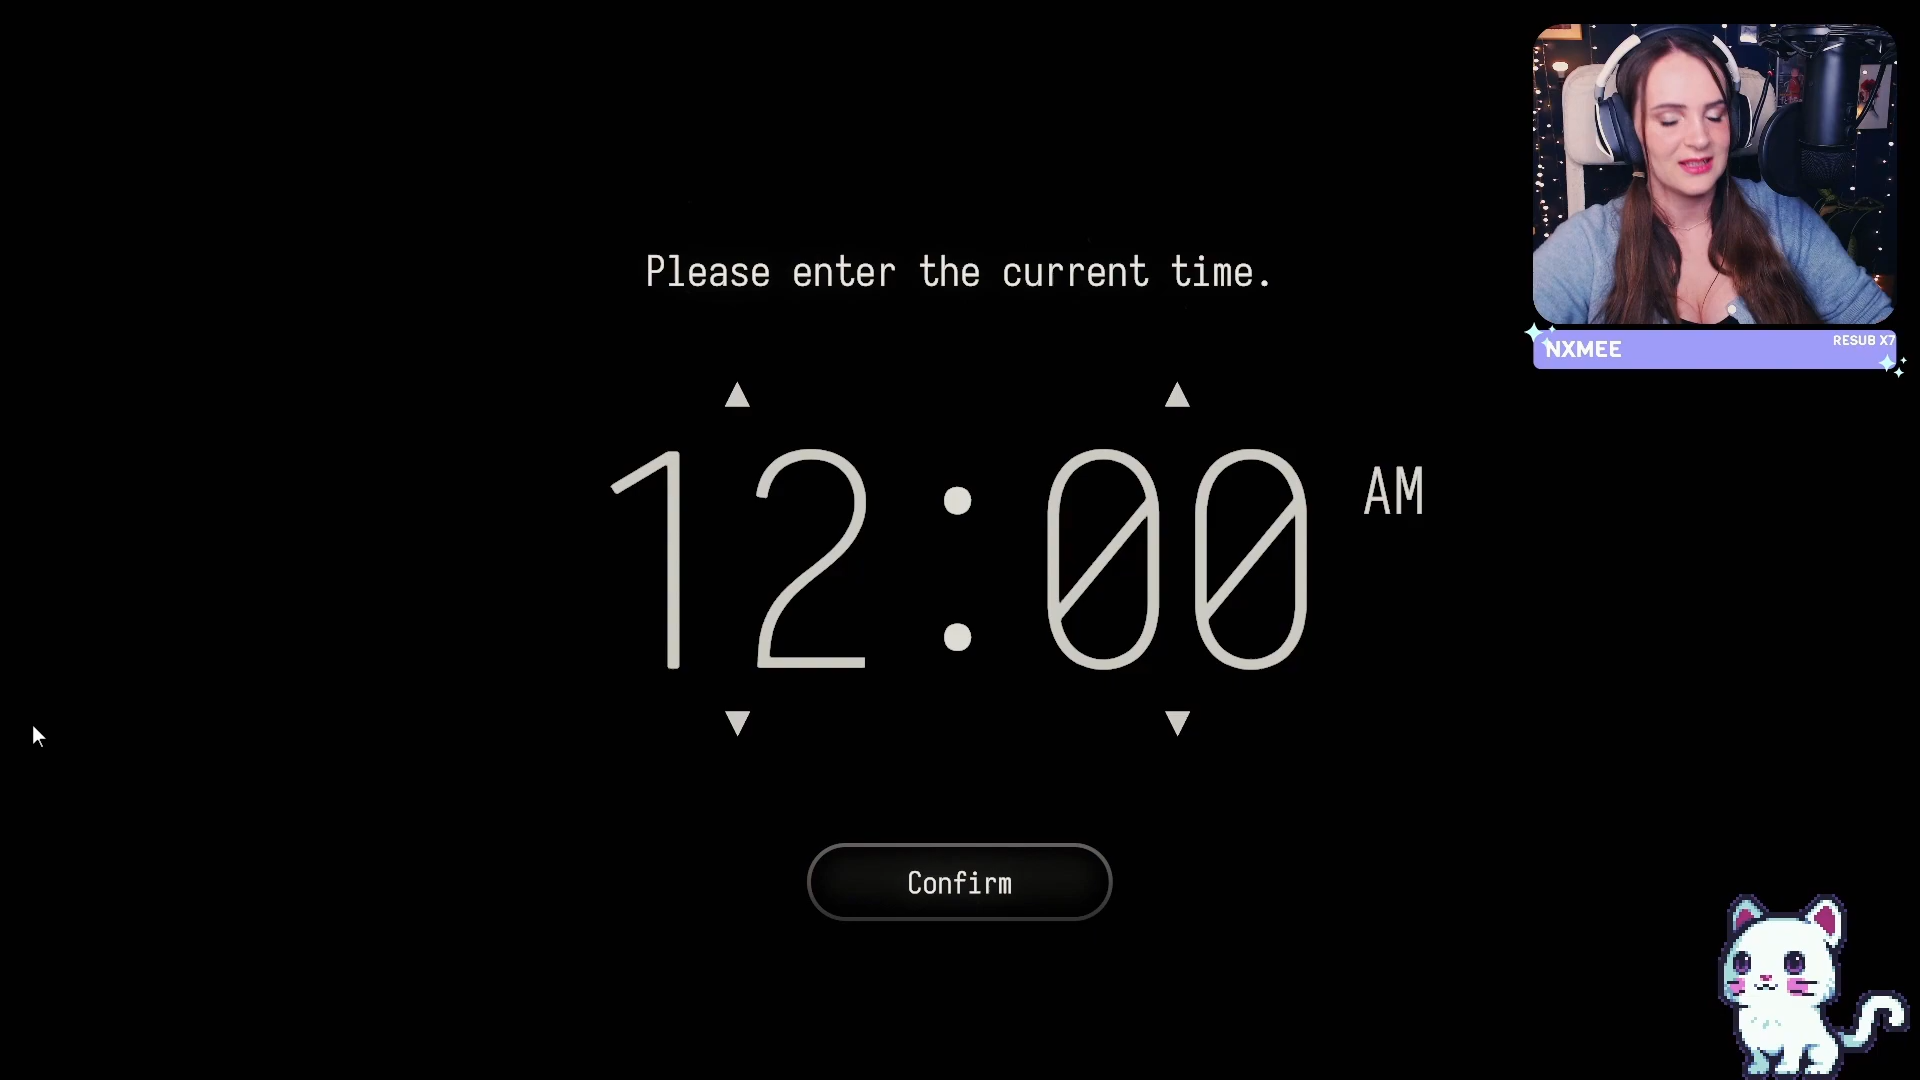 Please enter the current time.
12:00 AM
Confirm
NXMEE
RESUB X7